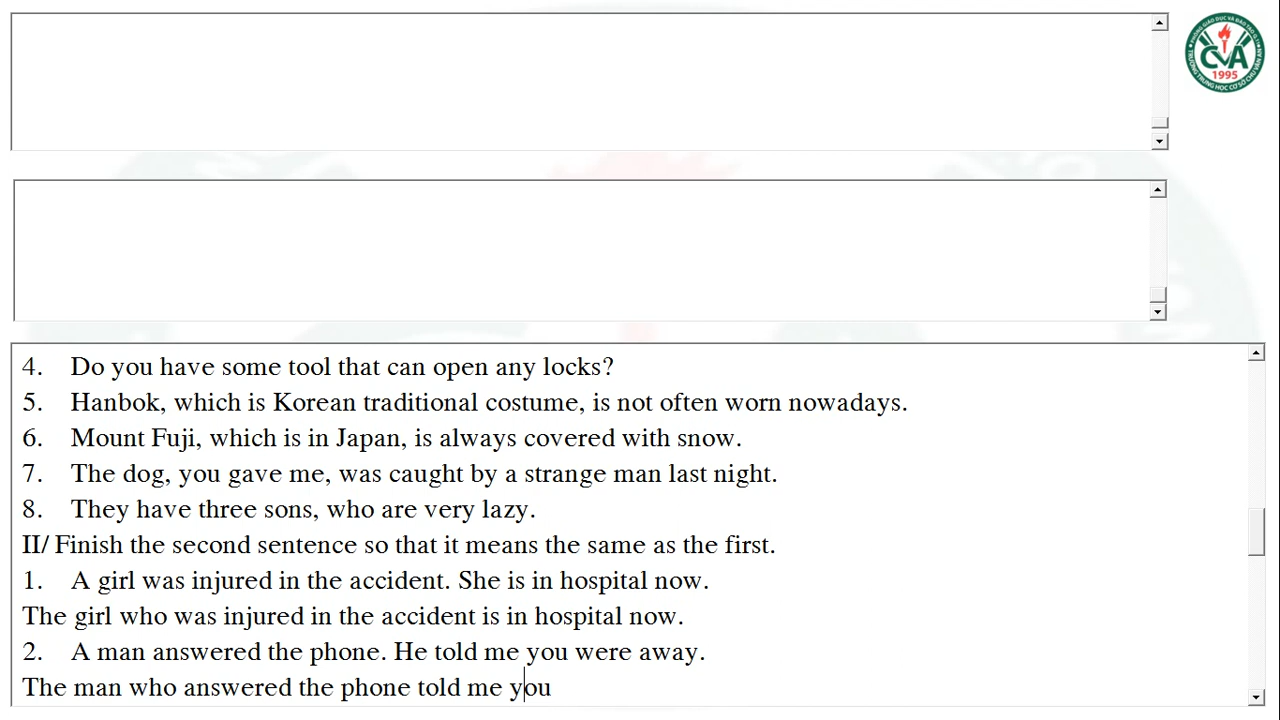 CVA
1995
4. Do you have some tool that can open any locks?
5. Hanbok, which is Korean traditional costume, is not often worn nowadays.
6. Mount Fuji, which is in Japan, is always covered with snow.
7. The dog, you gave me, was caught by a strange man last night.
8. They have three sons, who are very lazy.
II/ Finish the second sentence so that it means the same as the first.
1. A girl was injured in the accident. She is in hospital now.
The girl who was injured in the accident is in hospital now.
2. A man answered the phone. He told me you were away.
The man who answered the phone told me you